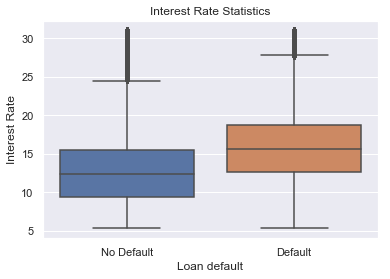 Interest Rate Statistics
30
25
20
15
10
5
Interest Rate
No Default
Default
Loan default